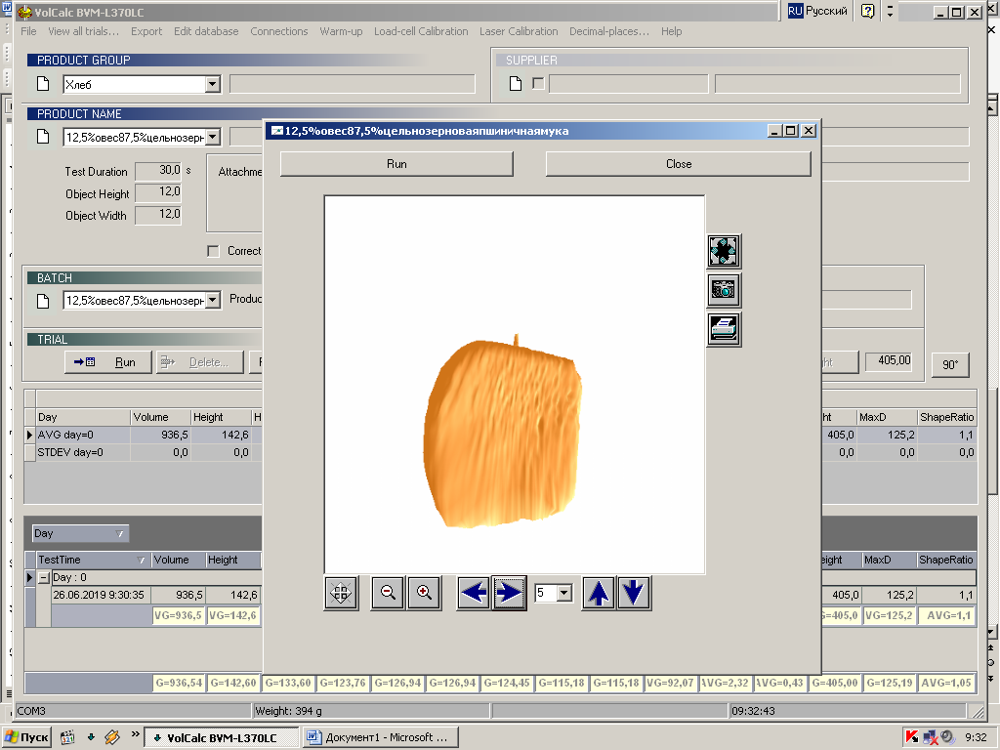 VolCalc BVM-L370LC
RU Русский
File View all trials... Export Edit database Connections Warm-up Load-cell Calibration Laser Calibration Decimal-places... Help
PRODUCT GROUP
SUPPLIER
Хлеб
PRODUCT NAME
12,5%овес87,5%цельнозерноваяпшиничнаямука
12,5%овес87,5%цельнозерн
Run
Close
Test Duration 30,0 s
Attachme
Object Height 12,0
Object Width 12,0
Correct
BATCH
12,5%овес87,5%цельнозерн
Produc
TRIAL
Run
Delete...
405,00
90°
Day Volume Height H
ht MaxD ShapeRatio
AVG day=0 936,5 142,6
405,0 125,2 1,1
STDEV day=0 0,0 0,0
0,0 0,0 0,0
Day
TestTime Volume Height
eight MaxD ShapeRatio
Day : 0
26.06.2019 9:30:35 936,5 142,6
405,0 125,2 1,1
5
VG=936,5 VG=142,6
G=405,0 VG=125,2 AVG=1,1
G=936,54 G=142,60 G=133,60 G=123,76 G=126,94 G=126,94 G=124,45 G=115,18 G=115,18 VG=92,07 AVG=2,32 AVG=0,43 G=405,00 G=125,19 AVG=1,05
COM3
Weight: 394 g
09:32:43
Пуск
VolCalc BVM-L370LC
Документ1 - Microsoft ...
9:32